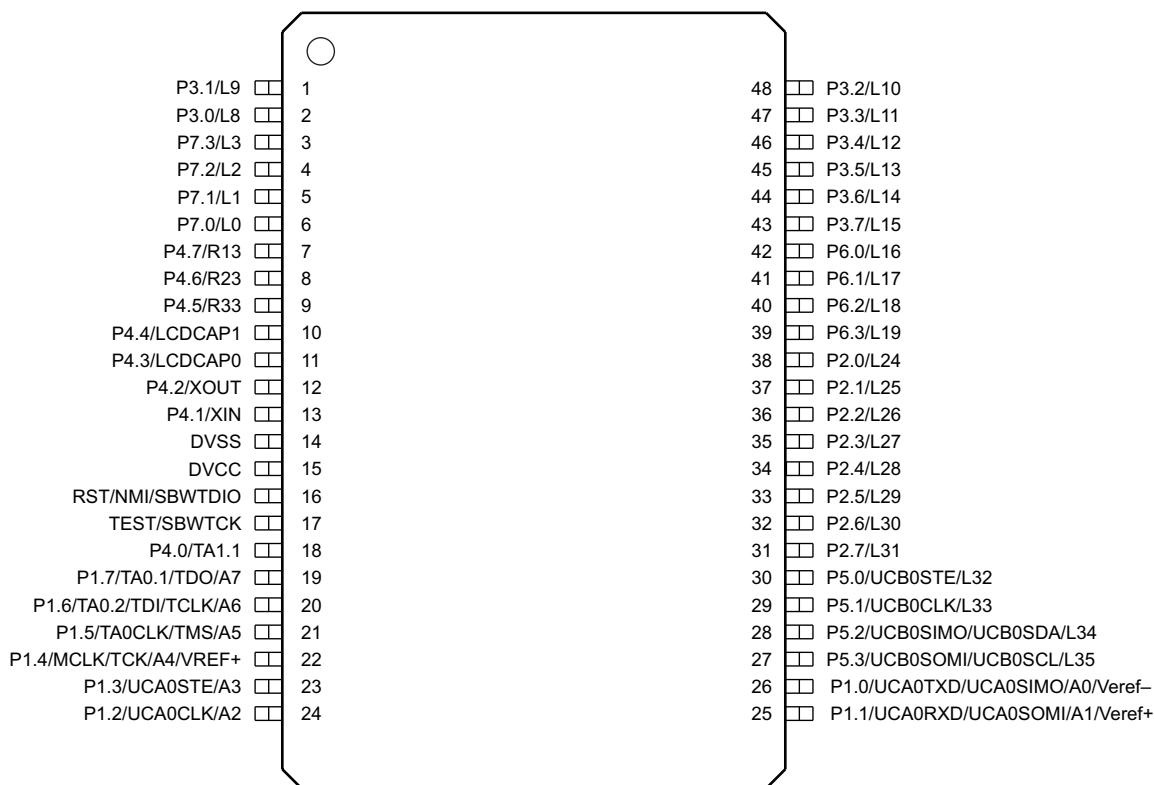 P3.1/L9 1 48 P3.2/L10
P3.0/L8 2 47 P3.3/L11
P7.3/L3 3 46 P3.4/L12
P7.2/L2 4 45 P3.5/L13
P7.1/L1 5 44 P3.6/L14
P7.0/L0 6 43 P3.7/L15
P4.7/R13 7 42 P6.0/L16
P4.6/R23 8 41 P6.1/L17
P4.5/R33 9 40 P6.2/L18
P4.4/LCDCAP1 10 39 P6.3/L19
P4.3/LCDCAP0 11 38 P2.0/L24
P4.2/XOUT 12 37 P2.1/L25
P4.1/XIN 13 36 P2.2/L26
DVSS 14 35 P2.3/L27
DVCC 15 34 P2.4/L28
RST/NMI/SBWTDIO 16 33 P2.5/L29
TEST/SBWTCK 17 32 P2.6/L30
P4.0/TA1.1 18 31 P2.7/L31
P1.7/TA0.1/TDO/A7 19 30 P5.0/UCB0STE/L32
P1.6/TA0.2/TDI/TCLK/A6 20 29 P5.1/UCB0CLK/L33
P1.5/TA0CLK/TMS/A5 21 28 P5.2/UCB0SIMO/UCB0SDA/L34
P1.4/MCLK/TCK/A4/VREF+ 22 27 P5.3/UCB0SOMI/UCB0SCL/L35
P1.3/UCA0STE/A3 23 26 P1.0/UCA0TXD/UCA0SIMO/A0/Veref–
P1.2/UCA0CLK/A2 24 25 P1.1/UCA0RXD/UCA0SOMI/A1/Veref+